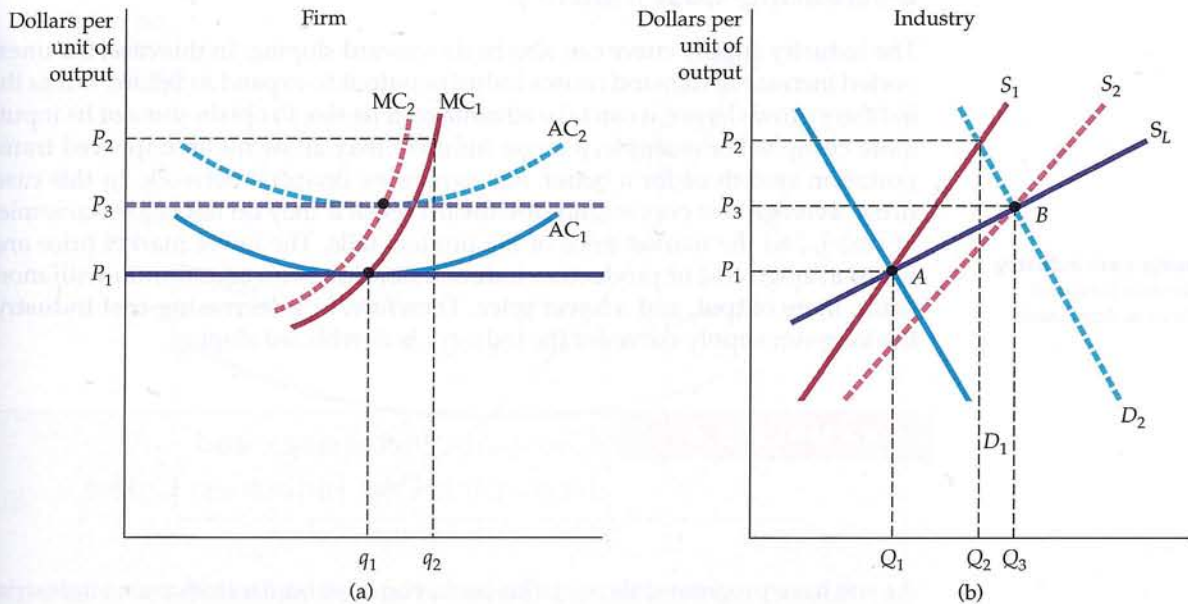 Dollars per
unit of
output
Firm
MC₂
MC₁
P₂
AC₂
P₃
AC₁
P₁
q₁
q₂
(a)
Dollars per
unit of
output
Industry
S₁
S₂
P₂
S_L
P₃
B
P₁
A
D₁
D₂
Q₁
Q₂
Q₃
(b)